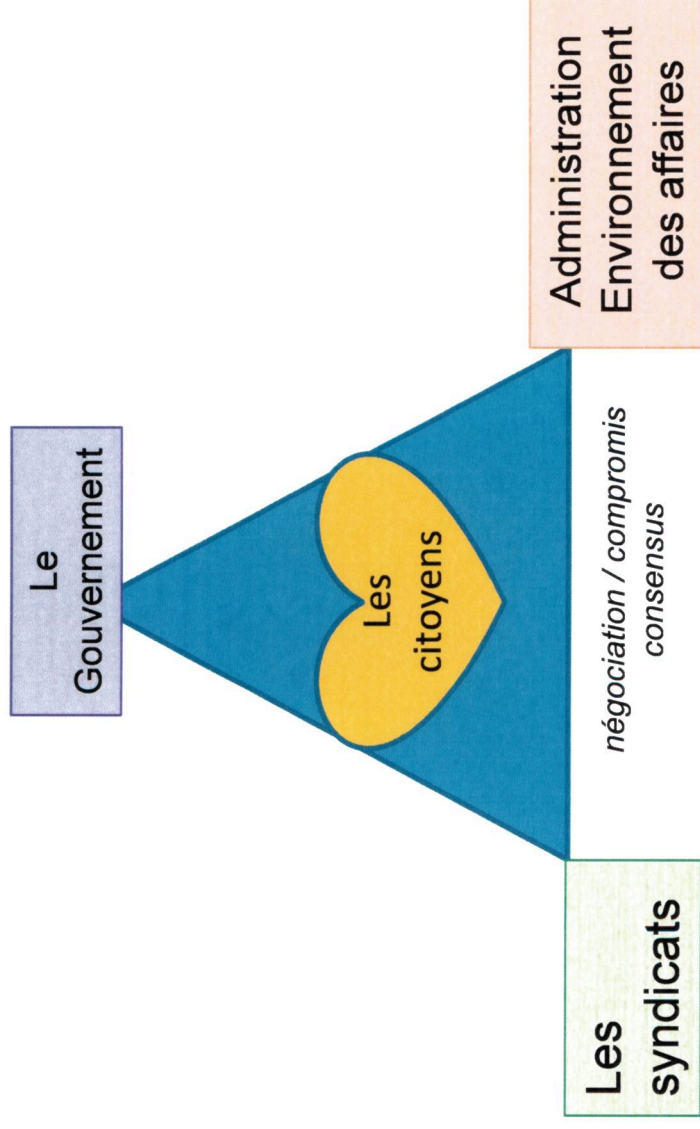 Le
Gouvernement
Les
citoyens
Les
syndicats
négociation / compromis
consensus
Administration
Environnement
des affaires